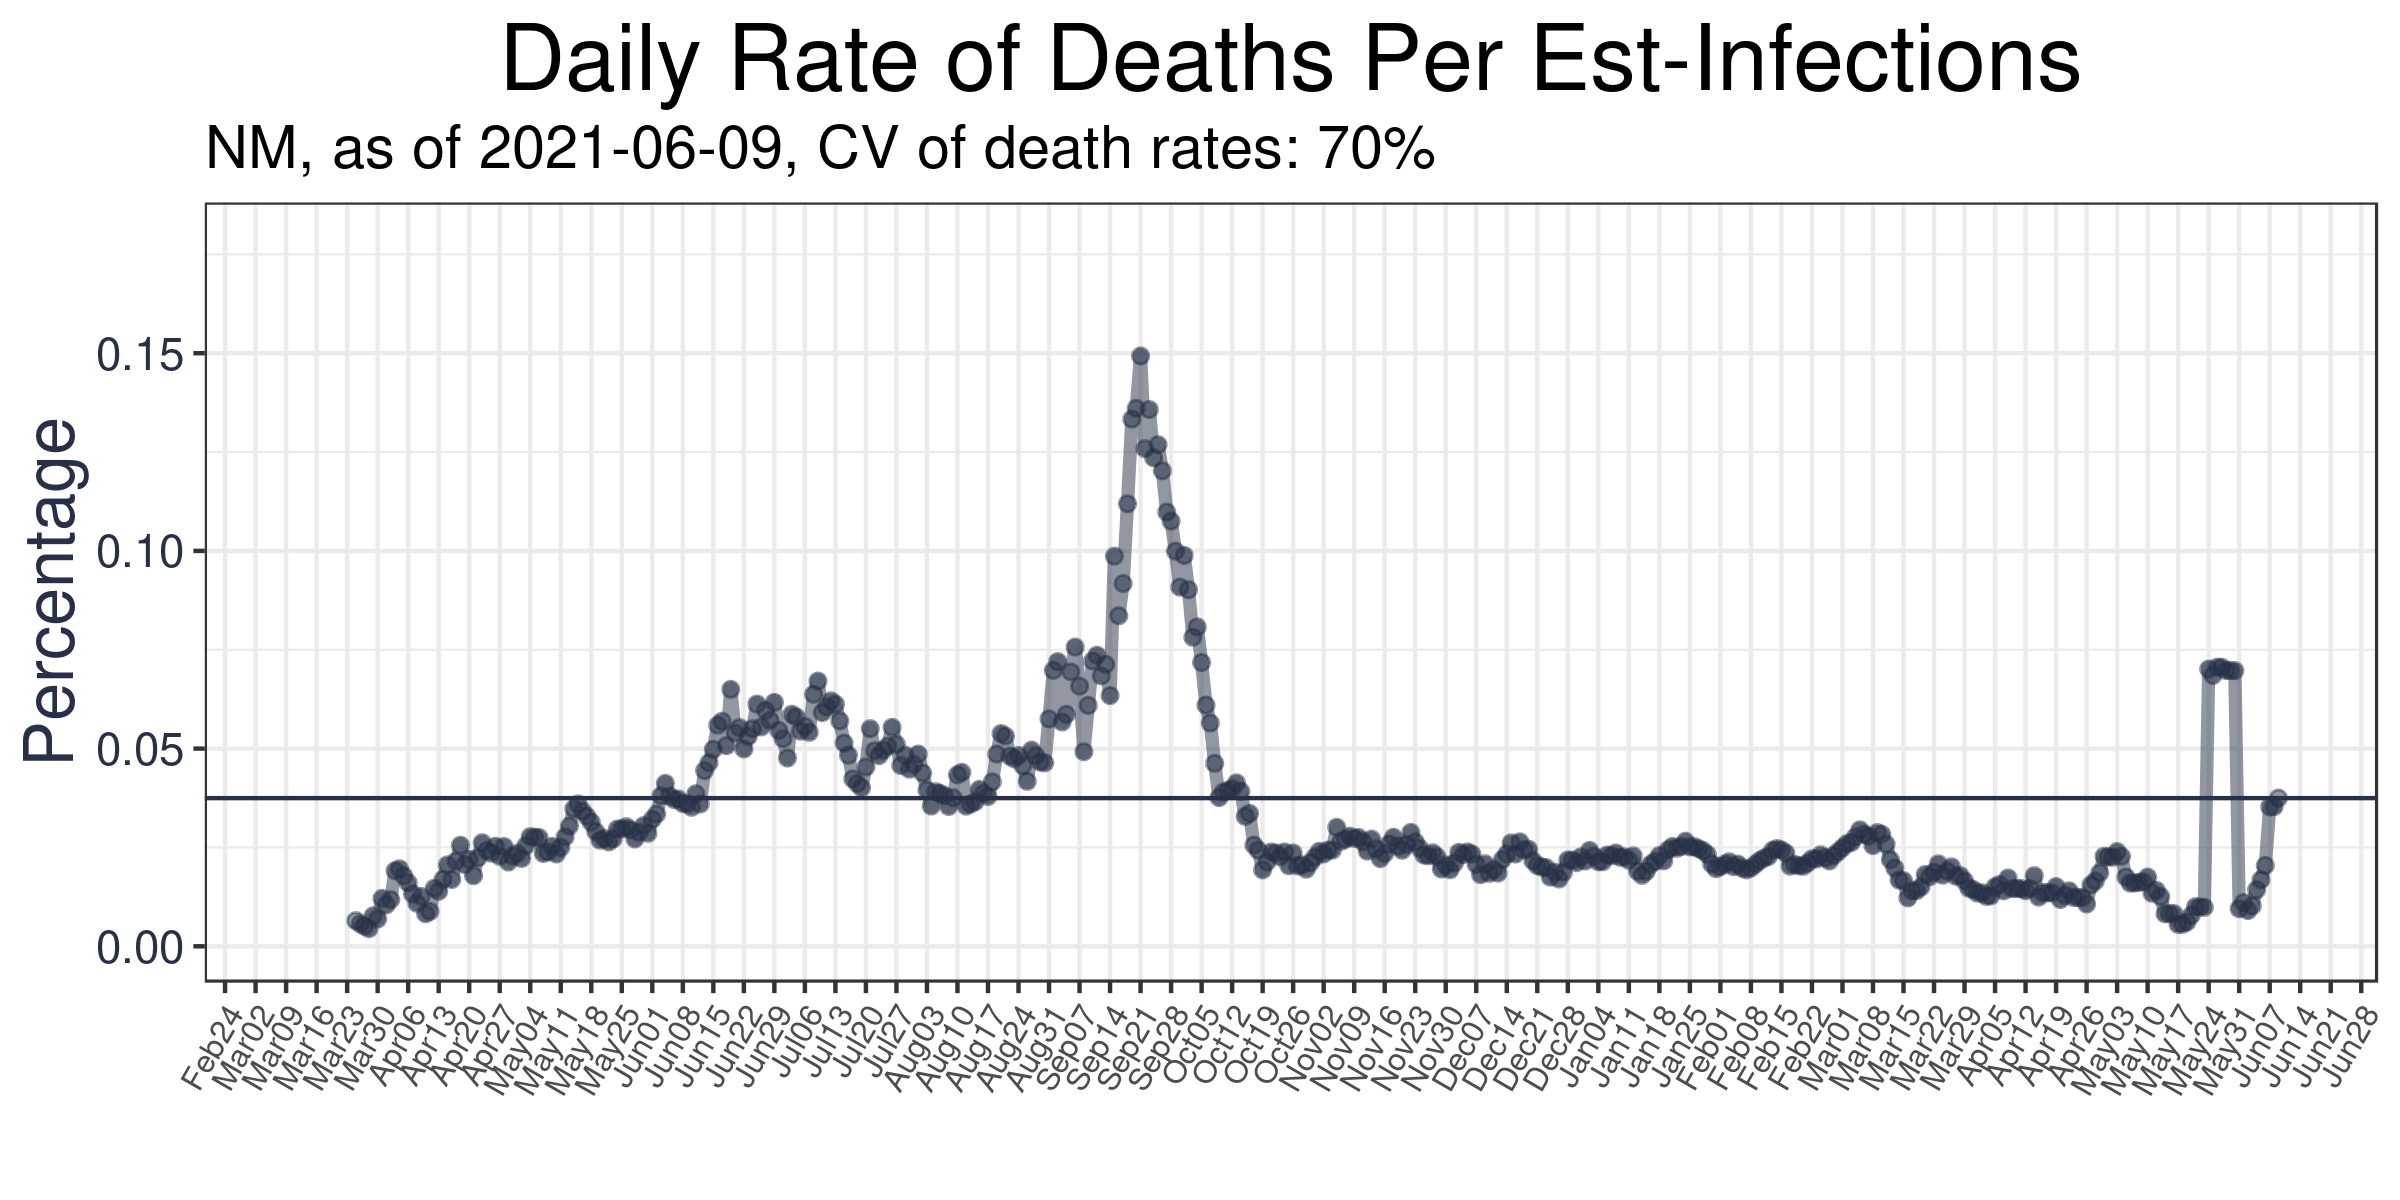 Daily Rate of Deaths Per Est-Infections
NM, as of 2021-06-09, CV of death rates: 70%
Percentage
0.15
0.10
0.05
0.00
Feb24
Mar02
Mar09
Mar16
Mar23
Mar30
Apr06
Apr13
Apr20
Apr27
May04
May11
May18
May25
Jun01
Jun08
Jun15
Jun22
Jun29
Jul06
Jul13
Jul20
Jul27
Aug03
Aug10
Aug17
Aug24
Aug31
Sep07
Sep14
Sep21
Sep28
Oct05
Oct12
Oct19
Oct26
Nov02
Nov09
Nov16
Nov23
Nov30
Dec07
Dec14
Dec21
Dec28
Jan04
Jan11
Jan18
Jan25
Feb01
Feb08
Feb15
Feb22
Mar01
Mar08
Mar15
Mar22
Mar29
Apr05
Apr12
Apr19
Apr26
May03
May10
May17
May24
May31
Jun07
Jun14
Jun21
Jun28